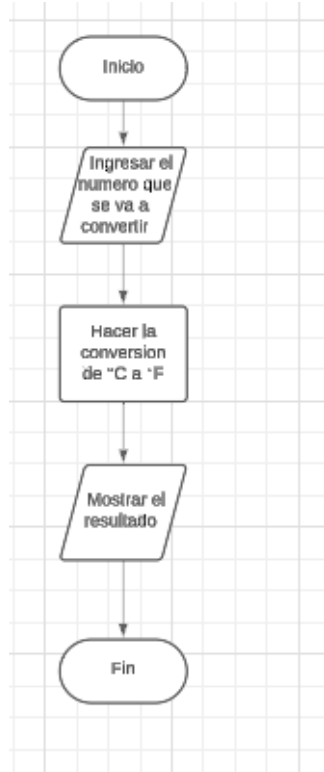 Inicio
Ingresar el
numero que
se va a
convertir
Hacer la
conversion
de °C a °F
Mostrar el
resultado
Fin